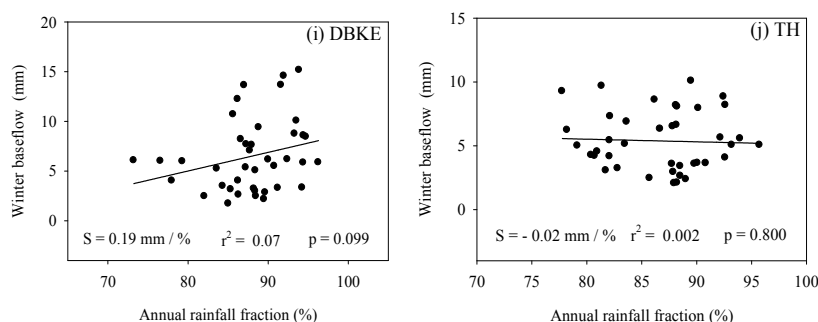 (i) DBKE
20
15
10
5
0
Winter baseflow (mm)
S = 0.19 mm / % r² = 0.07 p = 0.099
70 80 90 100
Annual rainfall fraction (%)
(j) TH
15
10
5
0
Winter baseflow (mm)
S = - 0.02 mm / % r² = 0.002 p = 0.800
70 75 80 85 90 95 100
Annual rainfall fraction (%)